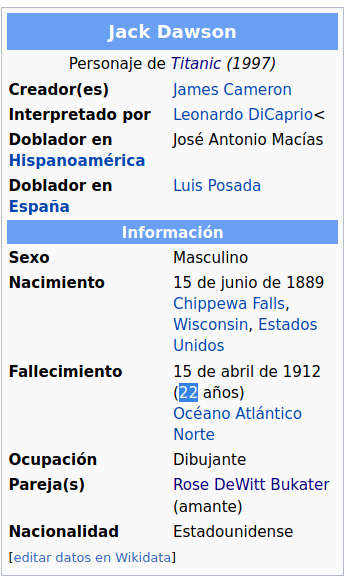 Jack Dawson
Personaje de Titanic (1997)
Creador(es) James Cameron
Interpretado por Leonardo DiCaprio<
Doblador en José Antonio Macías
Hispanoamérica
Doblador en Luis Posada
España
Información
Sexo Masculino
Nacimiento 15 de junio de 1889
Chippewa Falls,
Wisconsin, Estados
Unidos
Fallecimiento 15 de abril de 1912
(22 años)
Océano Atlántico
Norte
Ocupación Dibujante
Pareja(s) Rose DeWitt Bukater
(amante)
Nacionalidad Estadounidense
[editar datos en Wikidata]